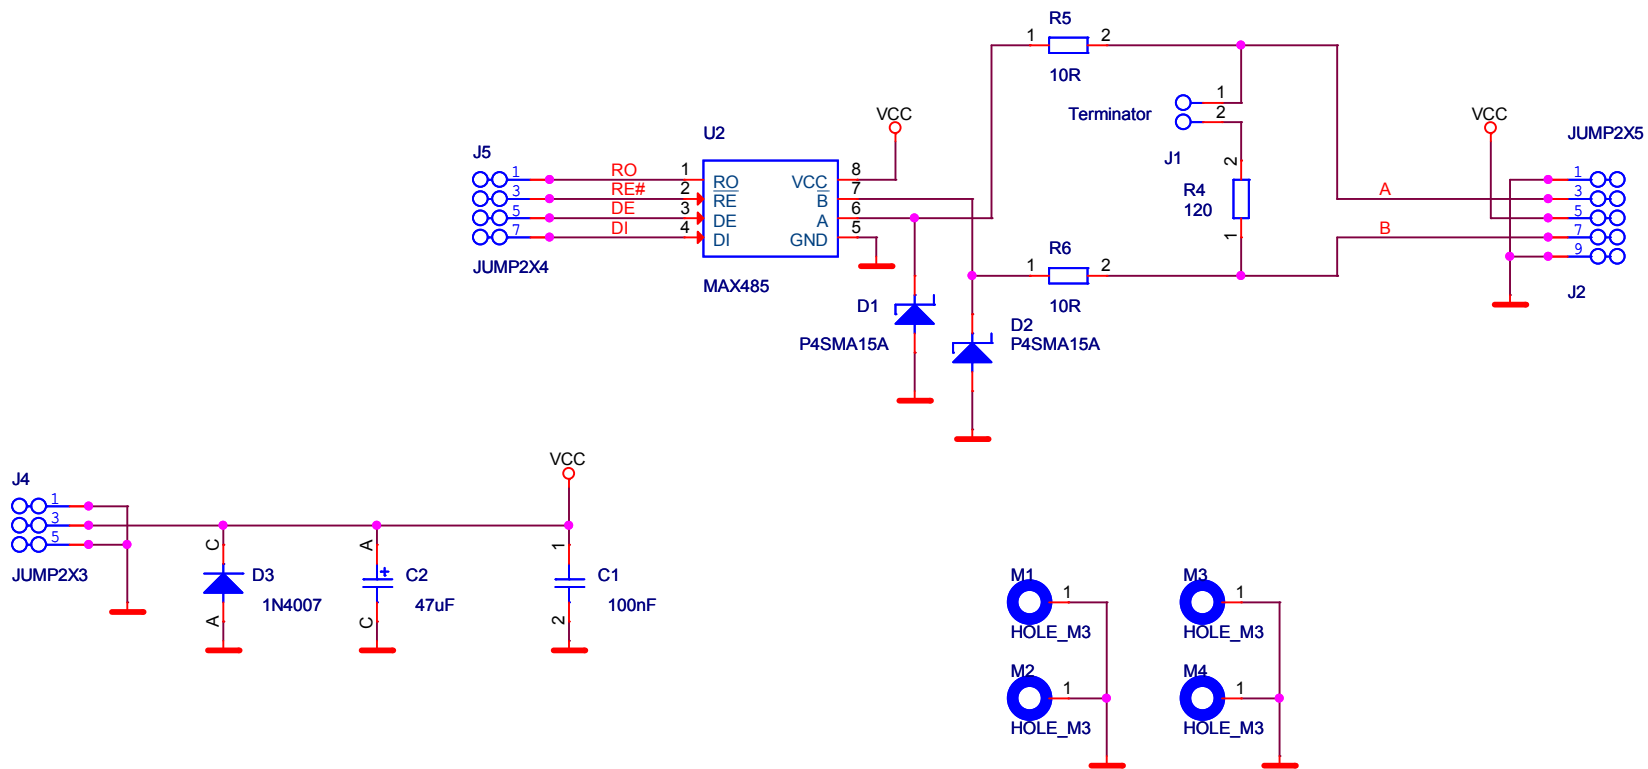 R5
1 2
10R
VCC
Terminator
1
2
J1
VCC
JUMP2X5
U2
J5
1 RO 1 RO VCC 8
3 RE# 2 RE B 7
5 DE 3 DE A 6
7 DI 4 DI GND 5
JUMP2X4
MAX485
2
R4
120
1
A
B
1
3
5
7
9
J2
R6
1 2
10R
D1
P4SMA15A
D2
P4SMA15A
J4
1
3
5
JUMP2X3
VCC
C
D3
1N4007
A
A
+
C2
47uF
C
1
C1
100nF
2
M1
1
HOLE_M3
M3
1
HOLE_M3
M2
1
HOLE_M3
M4
1
HOLE_M3